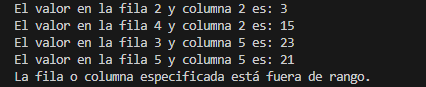 El valor en la fila 2 y columna 2 es: 3
El valor en la fila 4 y columna 2 es: 15
El valor en la fila 3 y columna 5 es: 23
El valor en la fila 5 y columna 5 es: 21
La fila o columna especificada está fuera de rango.